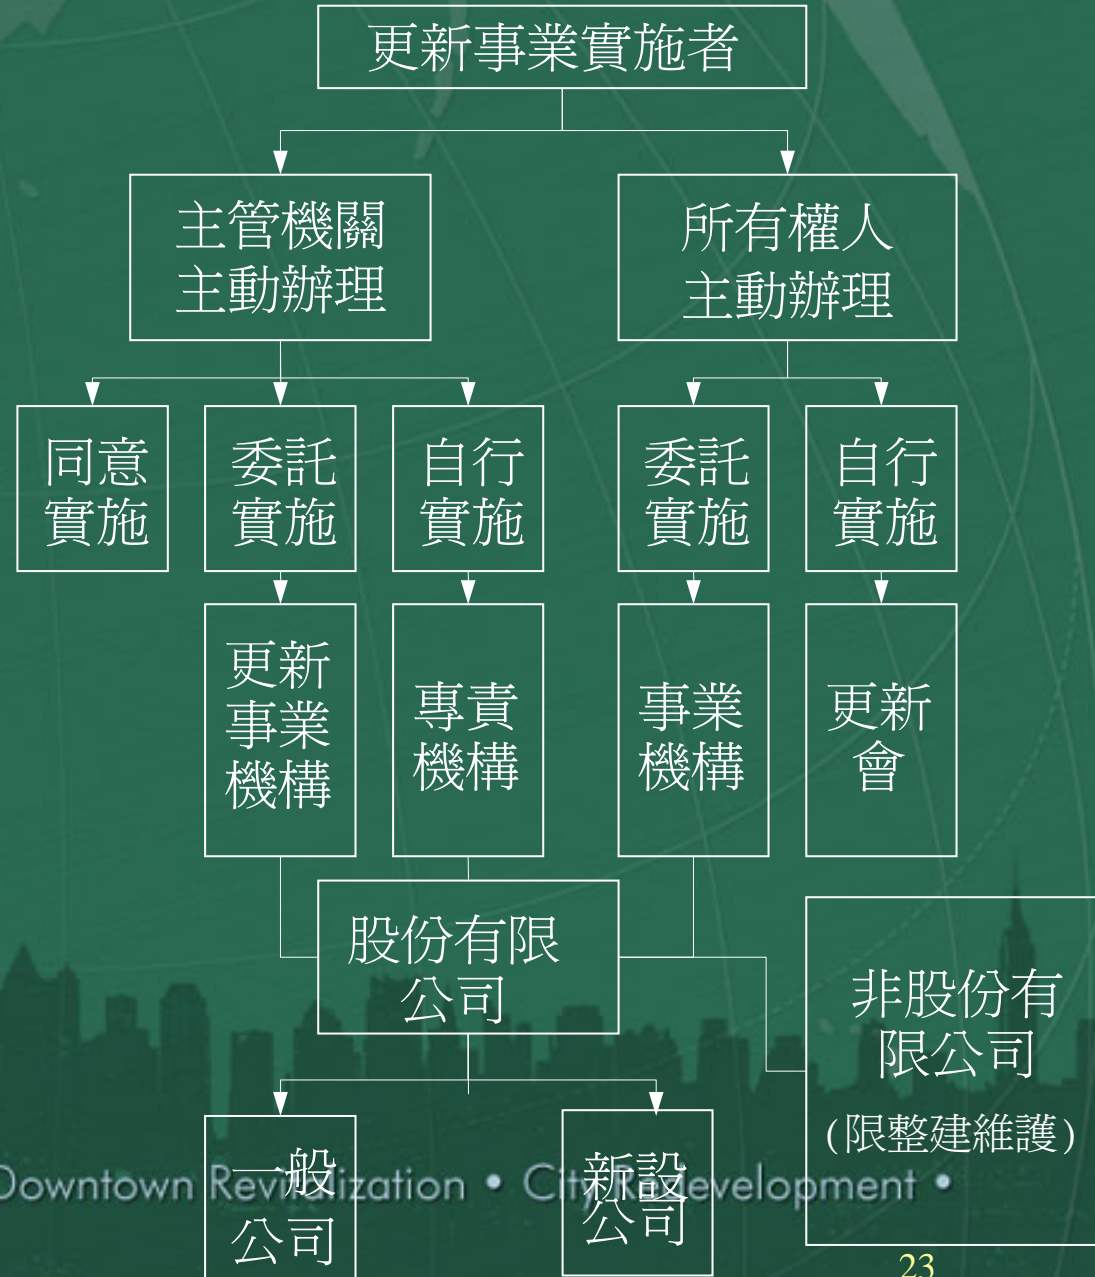 更新事業實施者
主管機關
主動辦理
所有權人
主動辦理
同意
實施
委託
實施
自行
實施
委託
實施
自行
實施
更新
事業
機構
專責
機構
事業
機構
更新
會
股份有限
公司
非股份有
限公司
(限整建維護)
一般
公司
新設
公司
Downtown Revitalization • City Redevelopment •
23